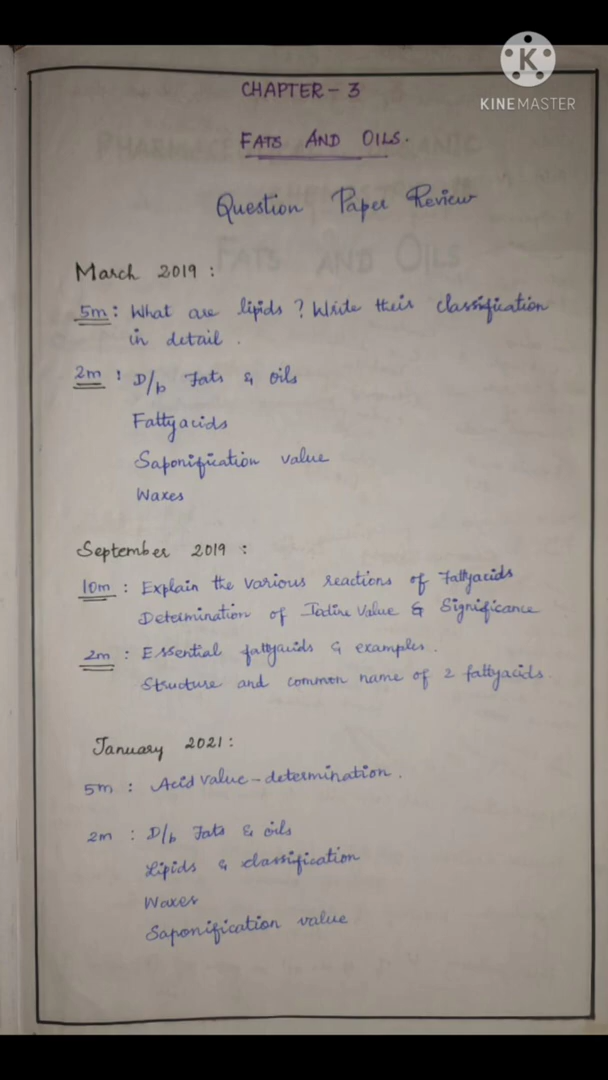 KINEMASTER
CHAPTER - 3
FATS AND OILS.
Question Paper Review
FATS AND OILS
March 2019 :
5m : What are lipids ? Write their classification
in detail .
2m : D/b Fats & oils
Fattyacids
Saponification value
Waxes
September 2019 :
10m : Explain the various reactions of Fattyacids
Determination of Iodine Value & Significance
2m : Essential fattyacids & examples.
Structure and common name of 2 fattyacids.
January 2021 :
5m : Acid value - determination .
2m : D/b Fats & oils
Lipids & classification
Waxes
Saponification value